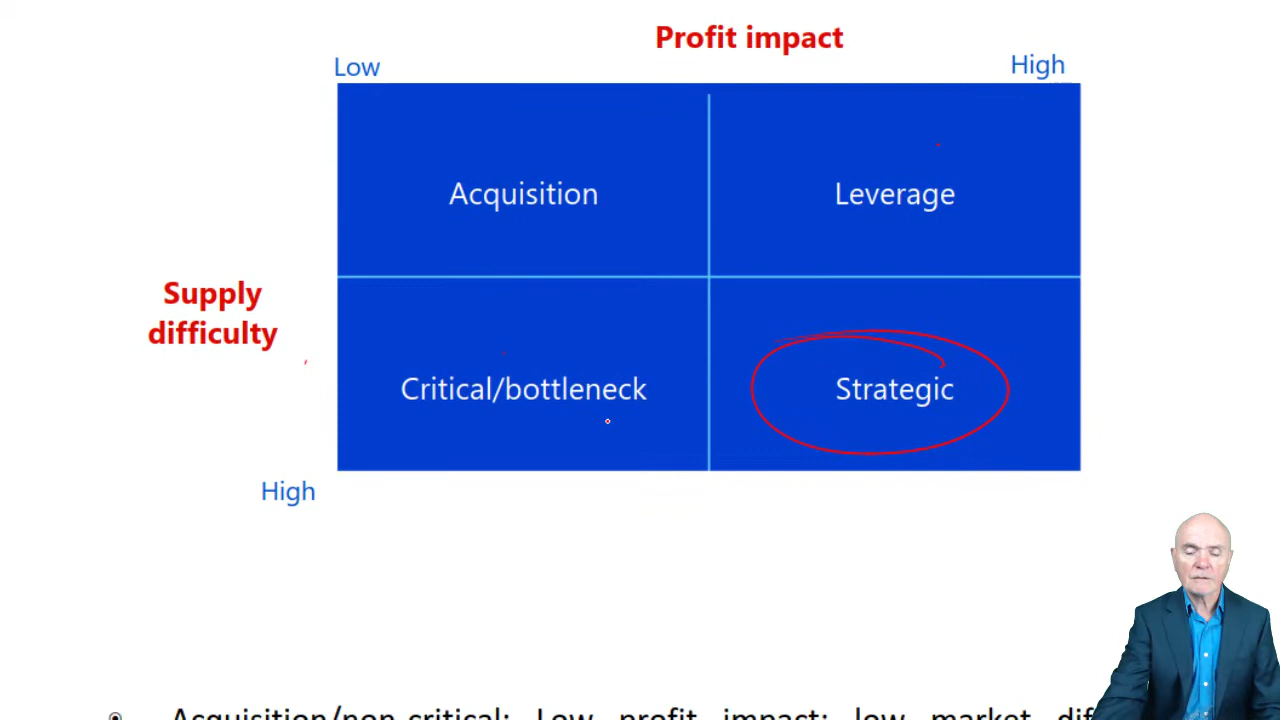 Profit impact
Low
High
Acquisition
Leverage
Supply
difficulty
Critical/bottleneck
Strategic
High
Acquisition/non-critical: Low profit impact; low market